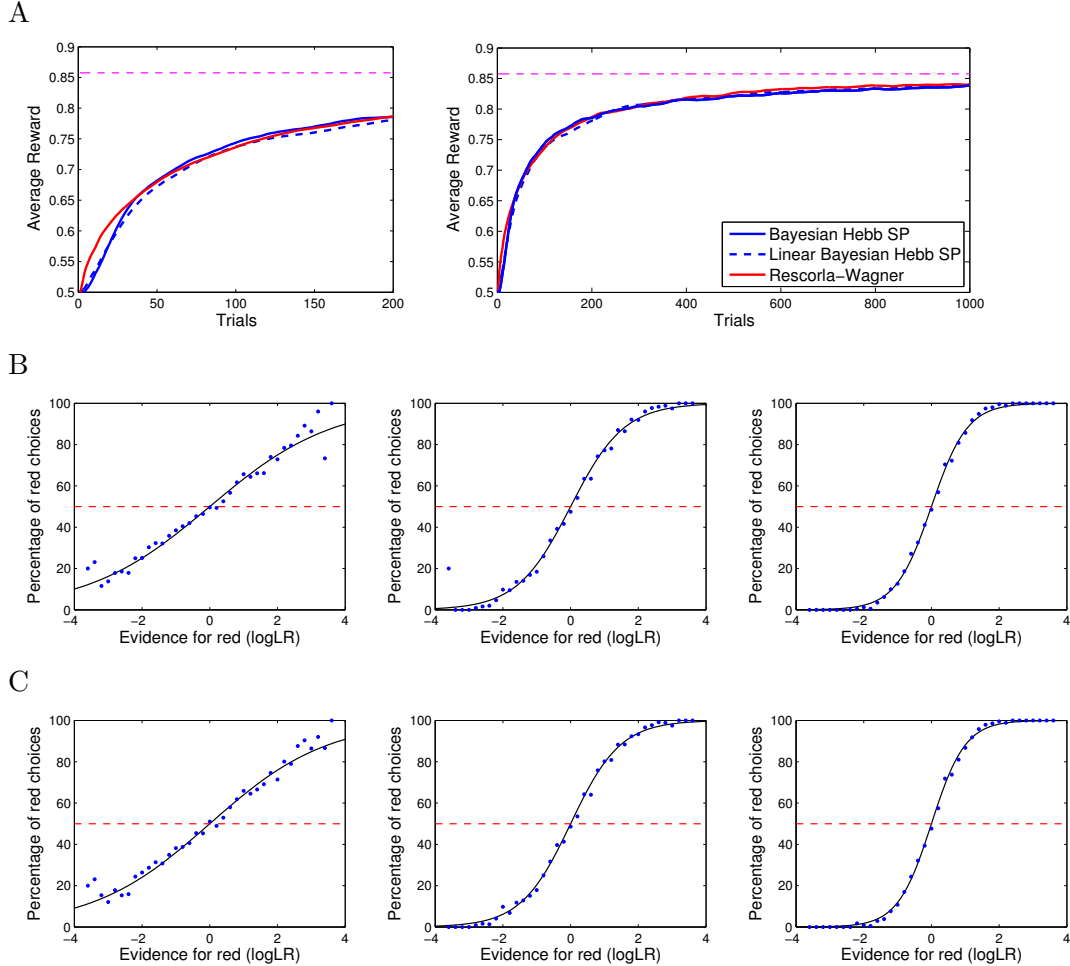 A
0.9
0.85
0.8
0.75
0.7
0.65
0.6
0.55
0.5
0 50 100 150 200
Trials
Average Reward
0.9
0.85
0.8
0.75
0.7
0.65
0.6
0.55
0.5
0 200 400 600 800 1000
Trials
Average Reward
Bayesian Hebb SP
Linear Bayesian Hebb SP
Rescorla−Wagner
B
100
80
60
40
20
0
−4 −2 0 2 4
Evidence for red (logLR)
Percentage of red choices
100
80
60
40
20
0
−4 −2 0 2 4
Evidence for red (logLR)
Percentage of red choices
100
80
60
40
20
0
−4 −2 0 2 4
Evidence for red (logLR)
Percentage of red choices
C
100
80
60
40
20
0
−4 −2 0 2 4
Evidence for red (logLR)
Percentage of red choices
100
80
60
40
20
0
−4 −2 0 2 4
Evidence for red (logLR)
Percentage of red choices
100
80
60
40
20
0
−4 −2 0 2 4
Evidence for red (logLR)
Percentage of red choices